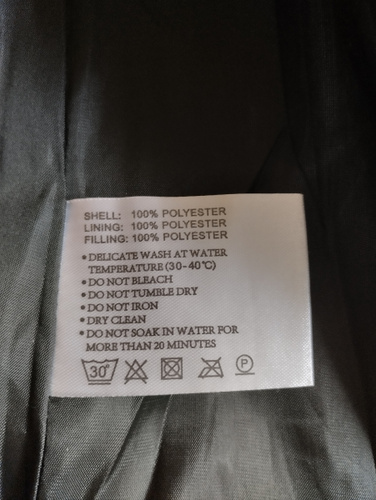 SHELL: 100% POLYESTER
LINING: 100% POLYESTER
FILLING: 100% POLYESTER
• DELICATE WASH AT WATER
TEMPERATURE (30-40℃)
• DO NOT BLEACH
• DO NOT TUMBLE DRY
• DO NOT IRON
• DRY CLEAN
• DO NOT SOAK IN WATER FOR
MORE THAN 20 MINUTES
30° P